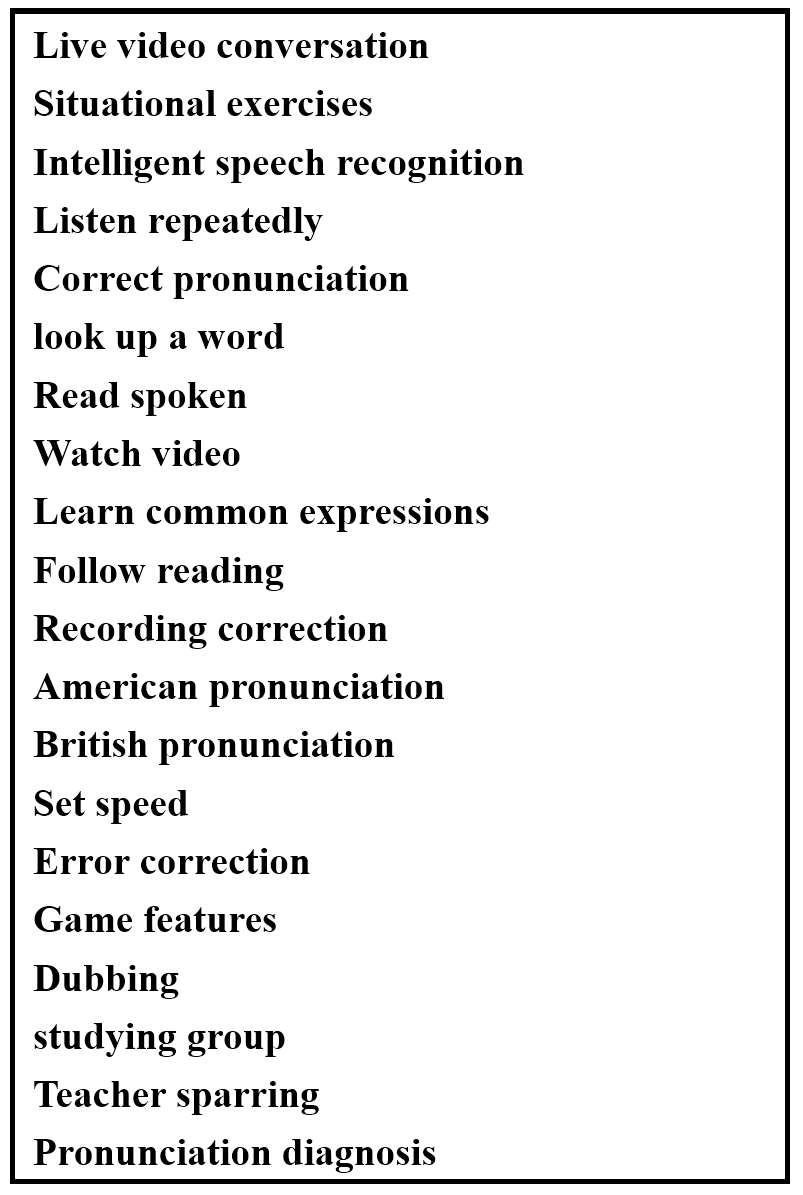 Live video conversation
Situational exercises
Intelligent speech recognition
Listen repeatedly
Correct pronunciation
look up a word
Read spoken
Watch video
Learn common expressions
Follow reading
Recording correction
American pronunciation
British pronunciation
Set speed
Error correction
Game features
Dubbing
studying group
Teacher sparring
Pronunciation diagnosis